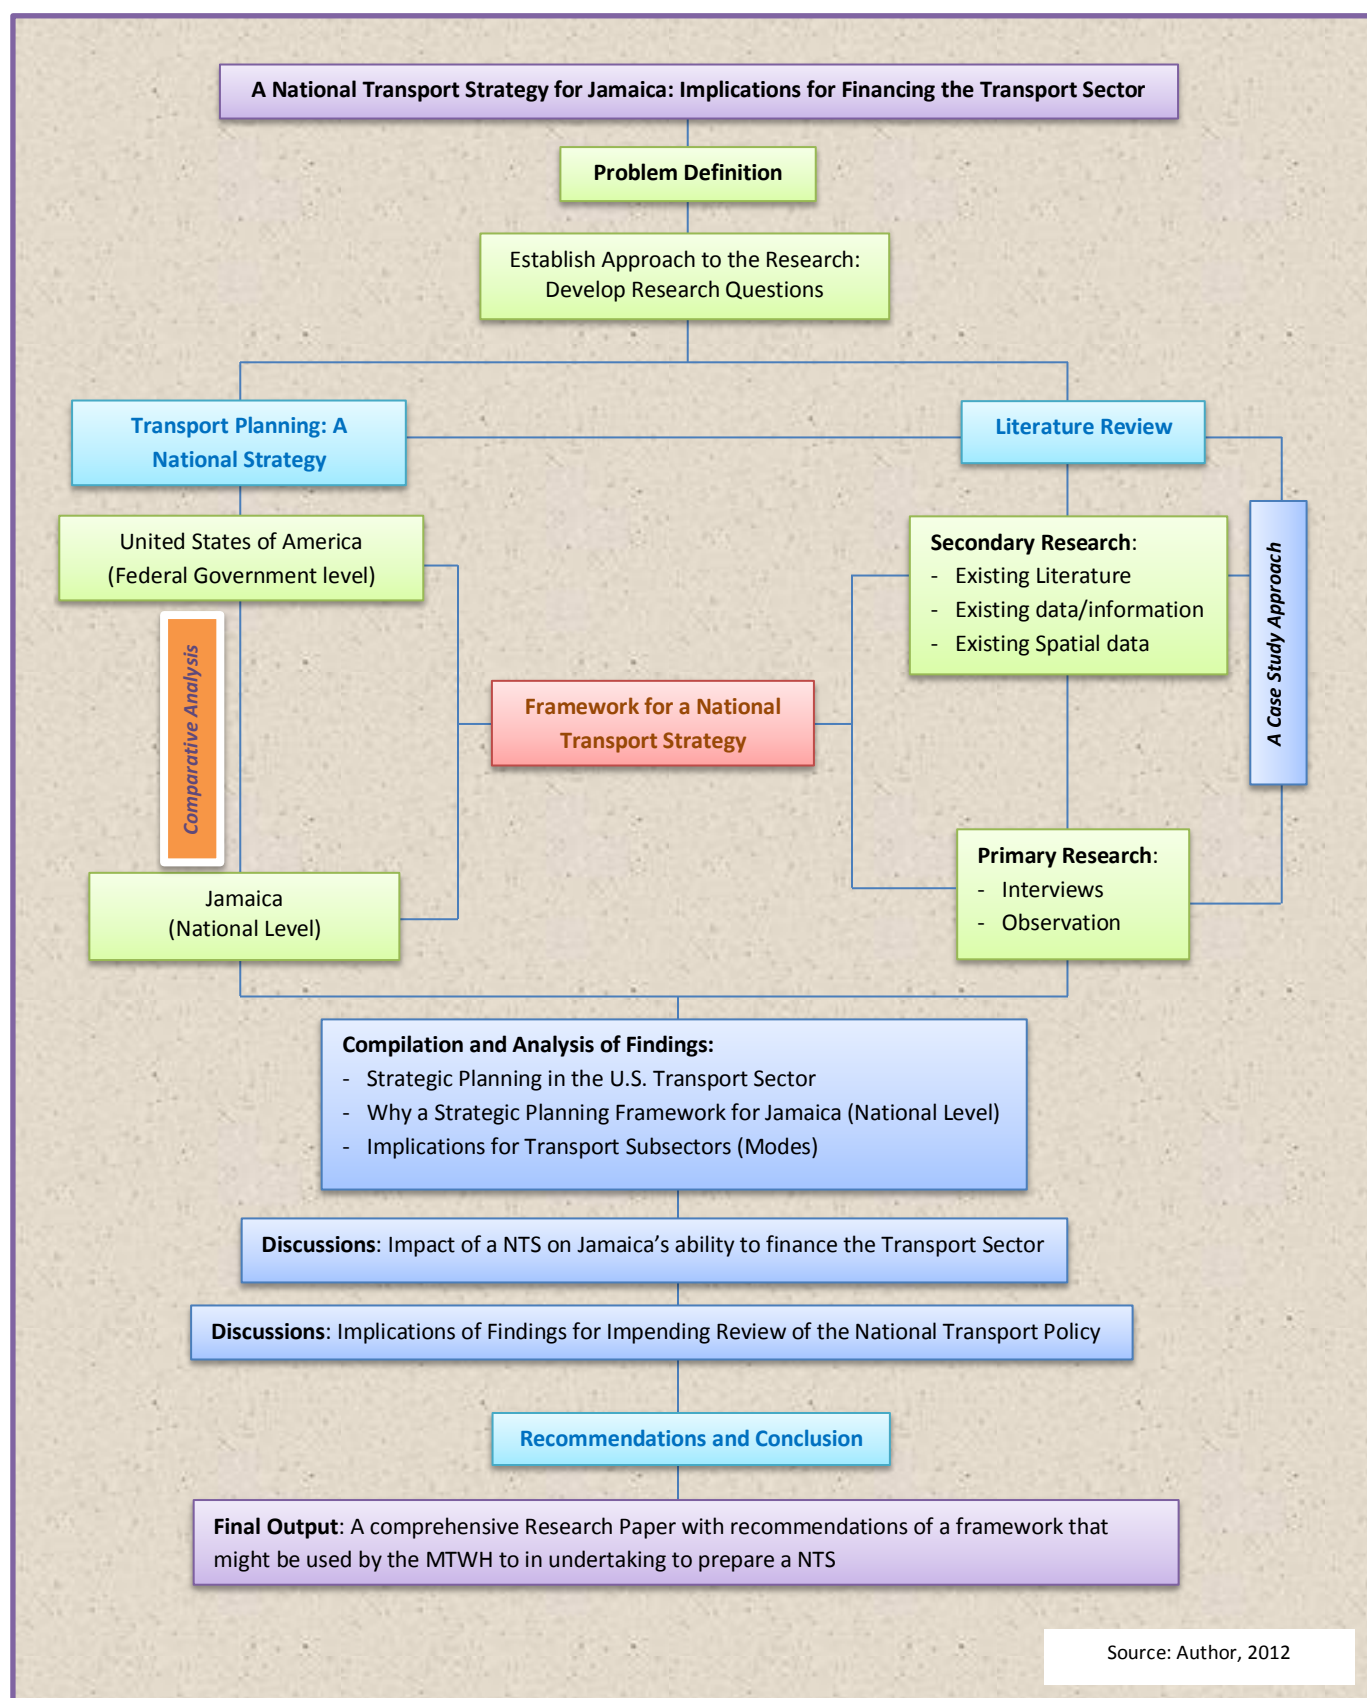 A National Transport Strategy for Jamaica: Implications for Financing the Transport Sector
Problem Definition
Establish Approach to the Research:
Develop Research Questions
Transport Planning: A
National Strategy
Literature Review
United States of America
(Federal Government level)
Secondary Research:
- Existing Literature
- Existing data/information
- Existing Spatial data
A Case Study Approach
Comparative Analysis
Framework for a National
Transport Strategy
Jamaica
(National Level)
Primary Research:
- Interviews
- Observation
Compilation and Analysis of Findings:
- Strategic Planning in the U.S. Transport Sector
- Why a Strategic Planning Framework for Jamaica (National Level)
- Implications for Transport Subsectors (Modes)
Discussions: Impact of a NTS on Jamaica’s ability to finance the Transport Sector
Discussions: Implications of Findings for Impending Review of the National Transport Policy
Recommendations and Conclusion
Final Output: A comprehensive Research Paper with recommendations of a framework that
might be used by the MTWH to in undertaking to prepare a NTS
Source: Author, 2012